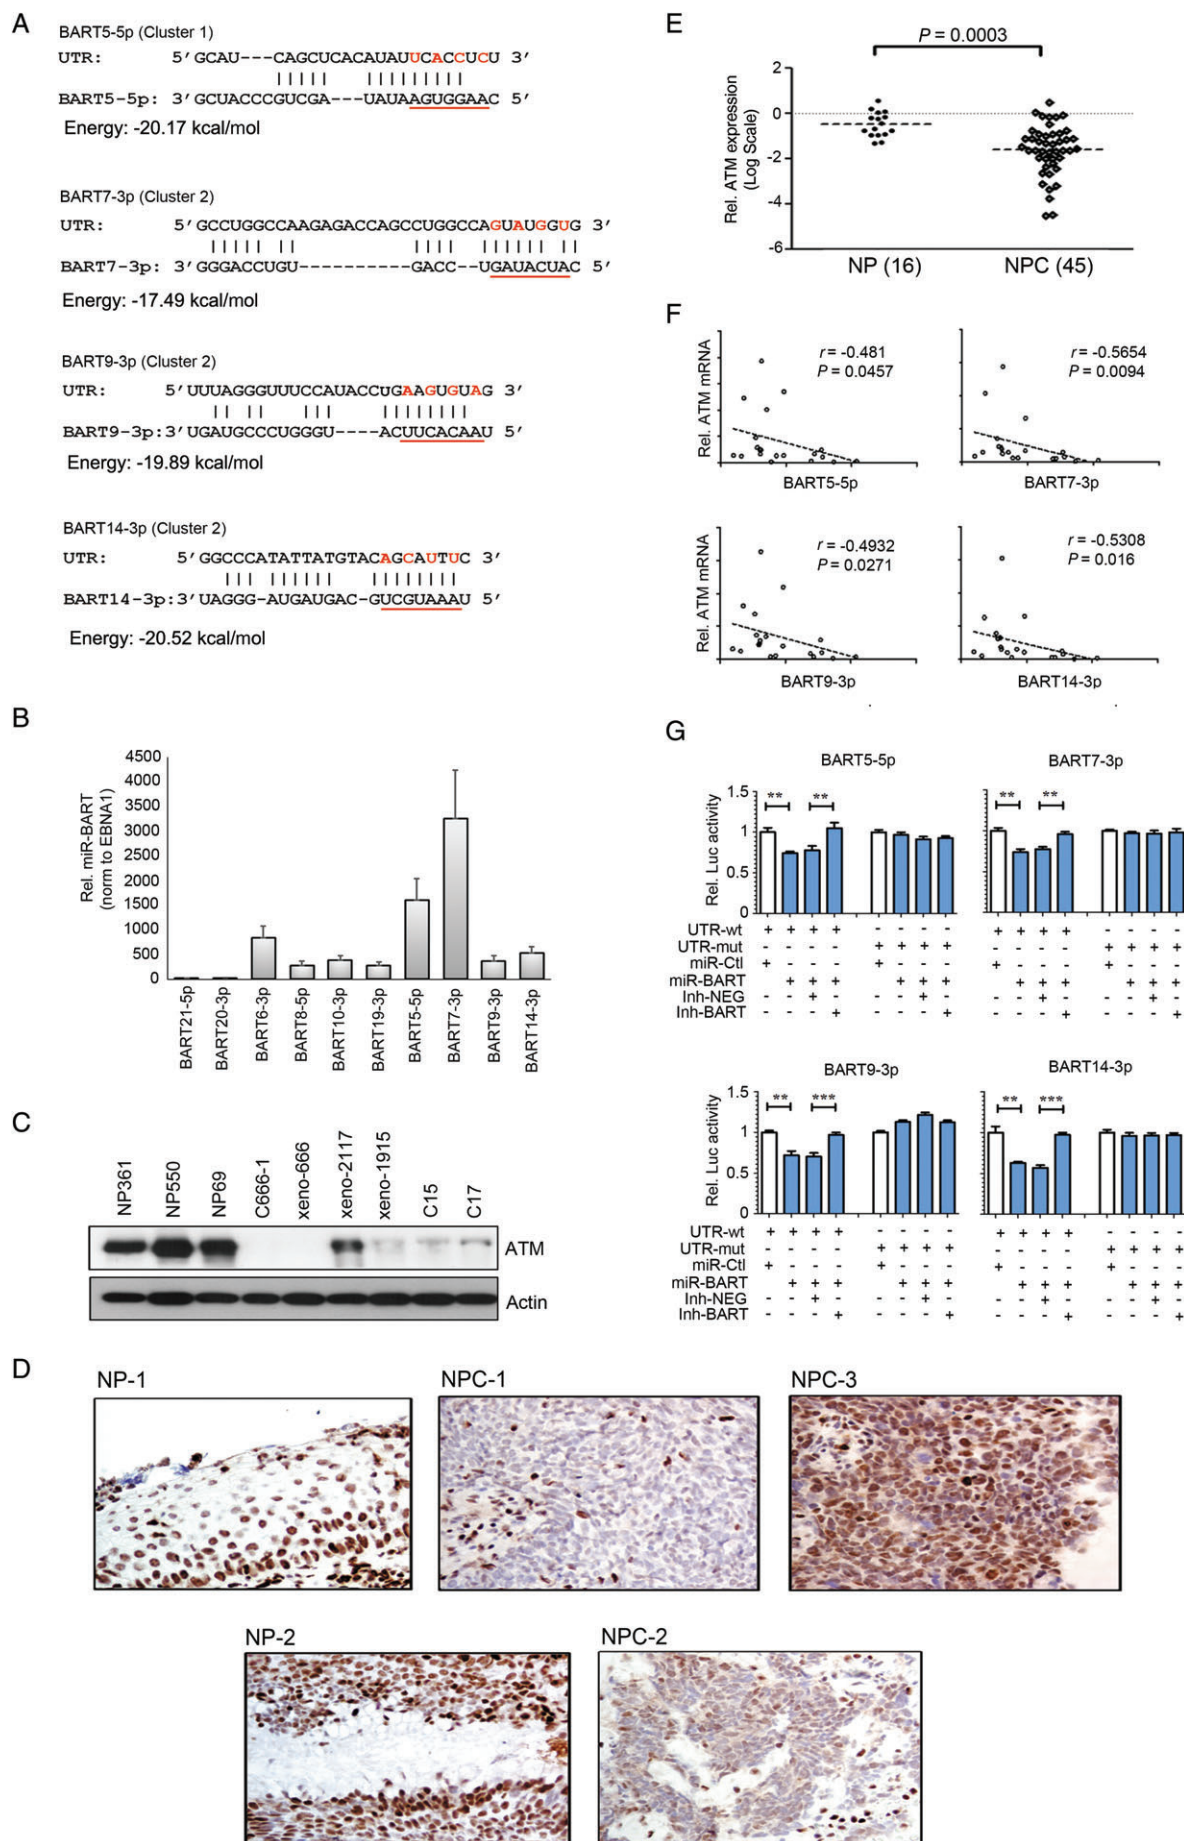 A
BART5-5p (Cluster 1)
UTR: 5'GCAU---CAGCUCACAUAUUCACCUCU 3'
BART5-5p: 3'GCUACCCGUCGA---UAUAAGUGGAAC 5'
Energy: -20.17 kcal/mol
BART7-3p (Cluster 2)
UTR: 5'GCCUGGCCAAGAGACCAGCCUGGCCAGUAUGGUG 3'
BART7-3p: 3'GGGACCUGU----------GACC--UGAUACUAC 5'
Energy: -17.49 kcal/mol
BART9-3p (Cluster 2)
UTR: 5'UUUAGGGUUUCCAUACCUGAAGUGUAG 3'
BART9-3p:3'UGAUGCCCUGGGU----ACUUCACAAU 5'
Energy: -19.89 kcal/mol
BART14-3p (Cluster 2)
UTR: 5'GGCCCATATTATGTACAGCAUTUC 3'
BART14-3p:3'UAGGG-AUGAUGAC-GUCGUAAAU 5'
Energy: -20.52 kcal/mol
B
Rel. miR-BART
(norm to EBNA1)
4500
4000
3500
3000
2500
2000
1500
1000
500
0
BART21-5p
BART20-3p
BART6-3p
BART8-5p
BART10-3p
BART19-3p
BART5-5p
BART7-3p
BART9-3p
BART14-3p
C
NP361
NP550
NP69
C666-1
xeno-666
xeno-2117
xeno-1915
C15
C17
ATM
Actin
D
NP-1
NPC-1
NPC-3
NP-2
NPC-2
E
P = 0.0003
Rel. ATM expression
(Log Scale)
2
0
-2
-4
-6
NP (16)
NPC (45)
F
Rel. ATM mRNA
r = -0.481
P = 0.0457
BART5-5p
r = -0.5654
P = 0.0094
BART7-3p
Rel. ATM mRNA
r = -0.4932
P = 0.0271
BART9-3p
r = -0.5308
P = 0.016
BART14-3p
G
BART5-5p
BART7-3p
Rel. Luc activity
1.5
1
0.5
0
** **
** **
UTR-wt + + + + - - - - + + + + - - - -
UTR-mut - - - - + + + + - - - - + + + +
miR-Ctl + - - - + - - - + - - - + - - -
miR-BART - + + + - + + + - + + + - + + +
Inh-NEG - - + - - - + - - - + - - - + -
Inh-BART - - - + - - - + - - - + - - - +
BART9-3p
BART14-3p
Rel. Luc activity
1.5
1
0.5
0
** ***
** ***
UTR-wt + + + + - - - - + + + + - - - -
UTR-mut - - - - + + + + - - - - + + + +
miR-Ctl + - - - + - - - + - - - + - - -
miR-BART - + + + - + + + - + + + - + + +
Inh-NEG - - + - - - + - - - + - - - + -
Inh-BART - - - + - - - + - - - + - - - +